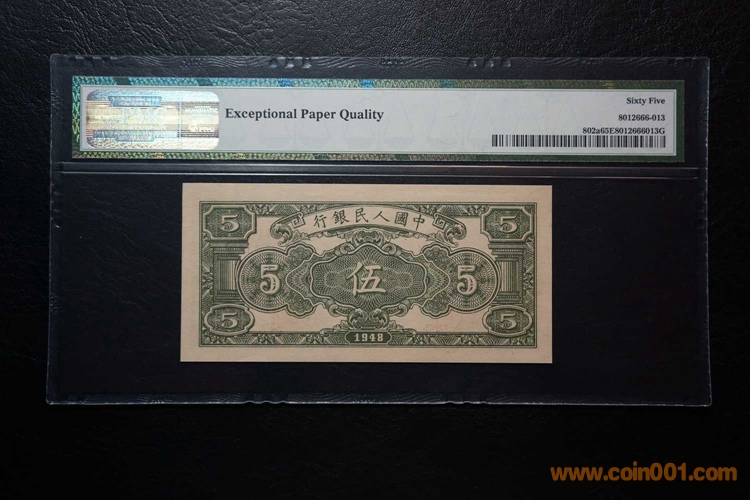 Exceptional Paper Quality
Sixty Five
8012666-013
802a65E8012666013G
行銀民人國中
5 5
5 伍 5
5 5
1948
www.coin001.com